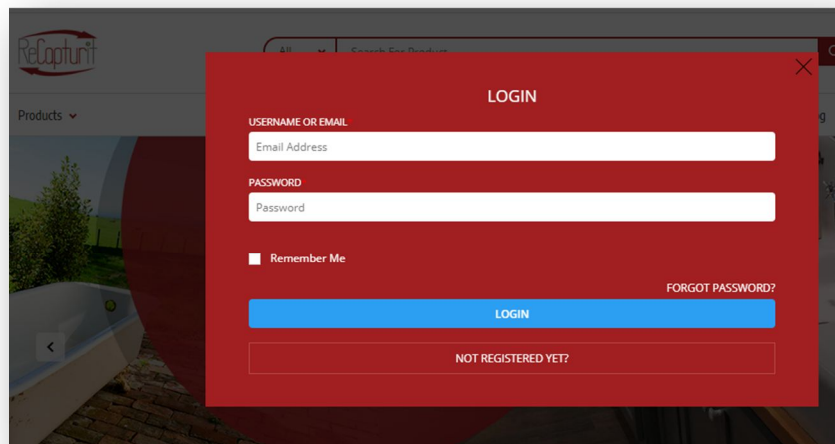 ReCapturit
All
Search For Product
Products
LOGIN
USERNAME OR EMAIL
Email Address
PASSWORD
Password
Remember Me
FORGOT PASSWORD?
LOGIN
NOT REGISTERED YET?